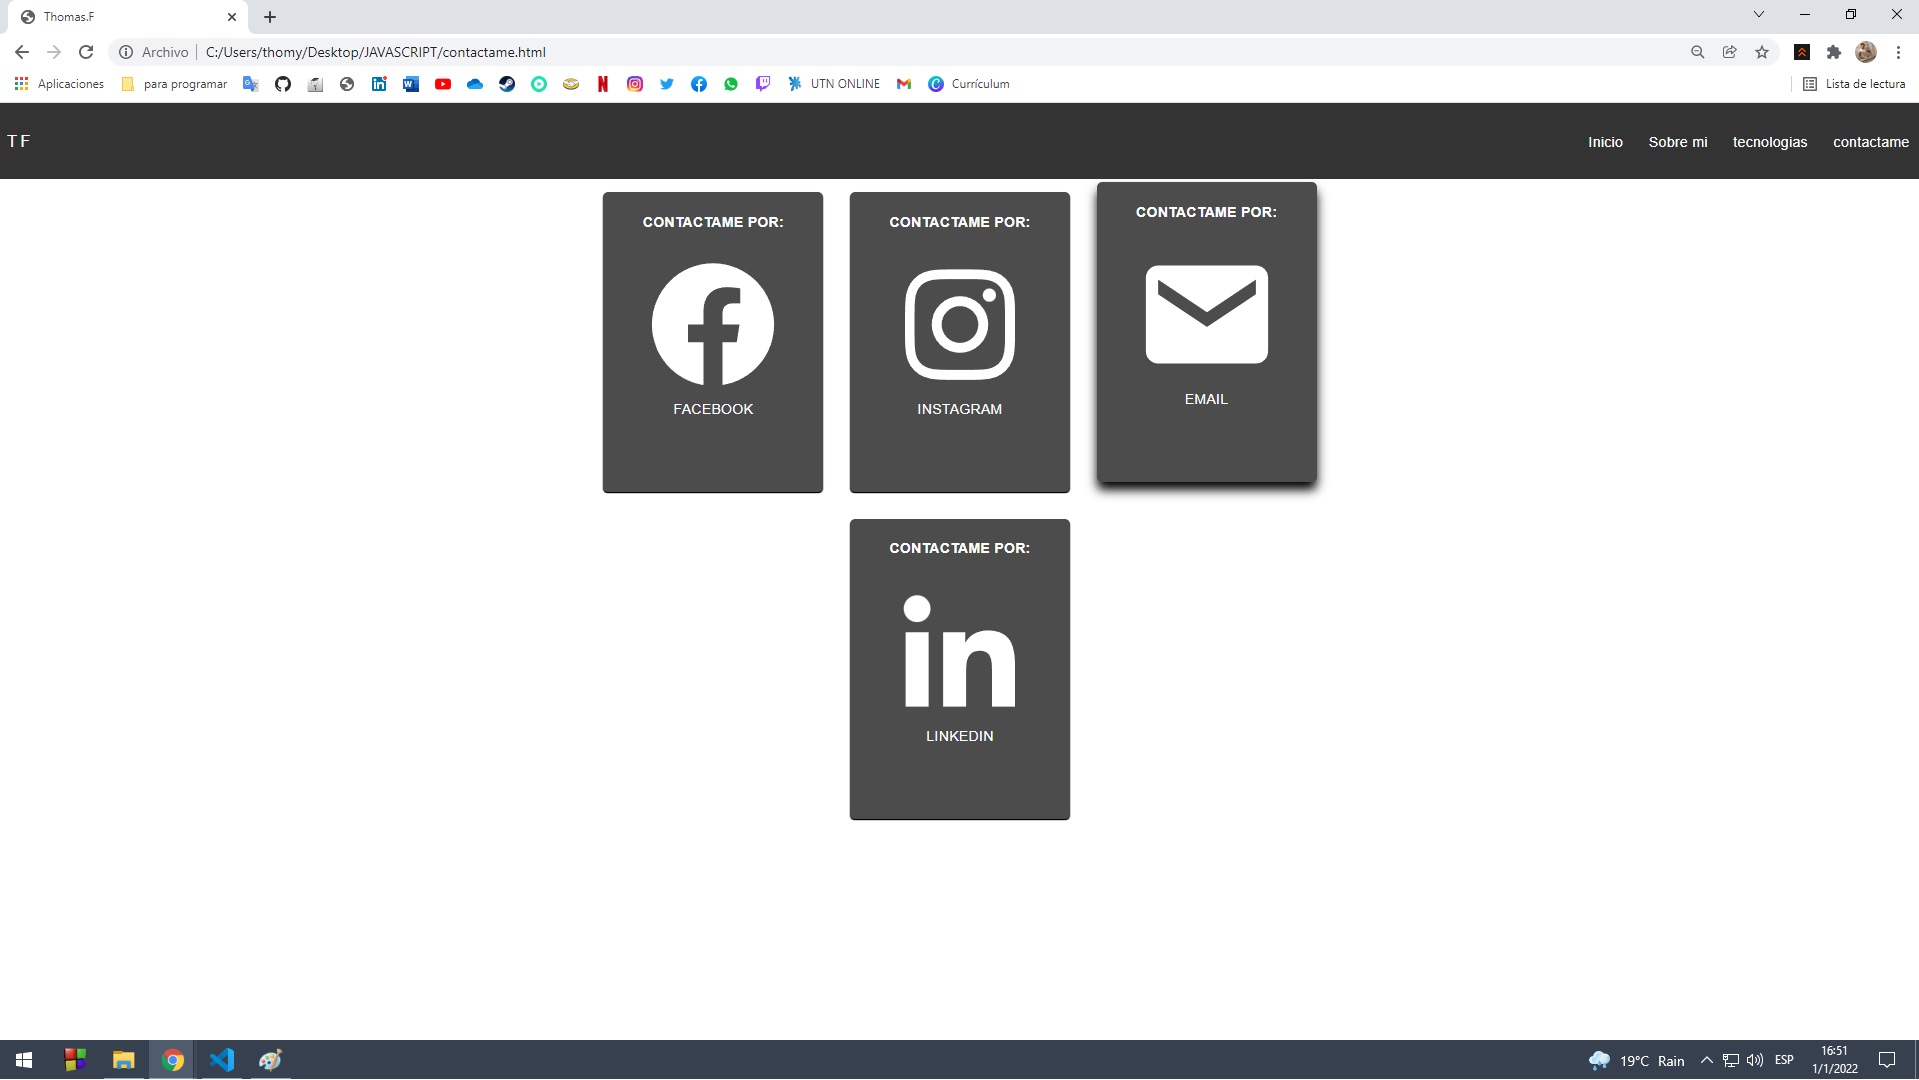 Thomas.F
Archivo C:/Users/thomy/Desktop/JAVASCRIPT/contactame.html
Aplicaciones para programar UTN ONLINE Currículum Lista de lectura
T F Inicio Sobre mi tecnologias contactame
CONTACTAME POR:
FACEBOOK
CONTACTAME POR:
INSTAGRAM
CONTACTAME POR:
EMAIL
CONTACTAME POR:
in
LINKEDIN
19°C Rain ESP 16:51
1/1/2022